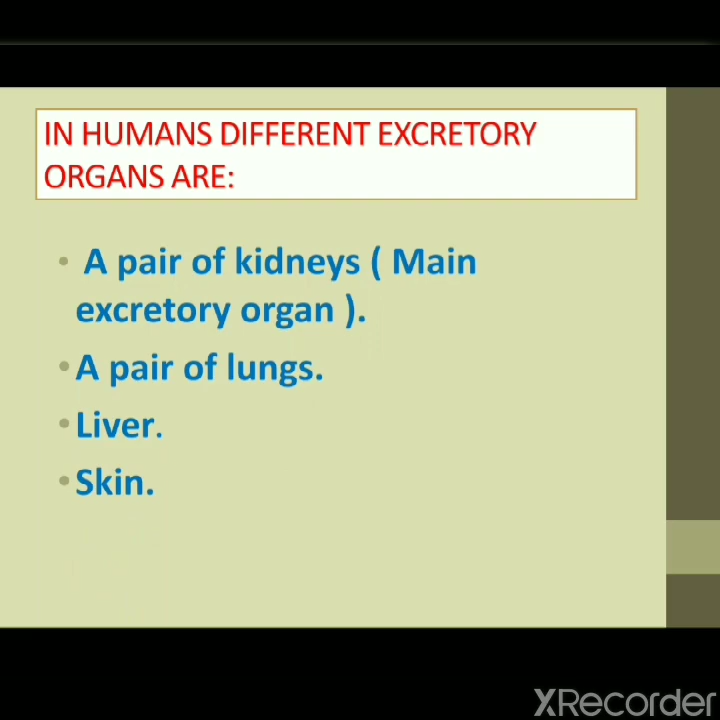 IN HUMANS DIFFERENT EXCRETORY
ORGANS ARE:
• A pair of kidneys ( Main
excretory organ ).
• A pair of lungs.
• Liver.
• Skin.
XRecorder